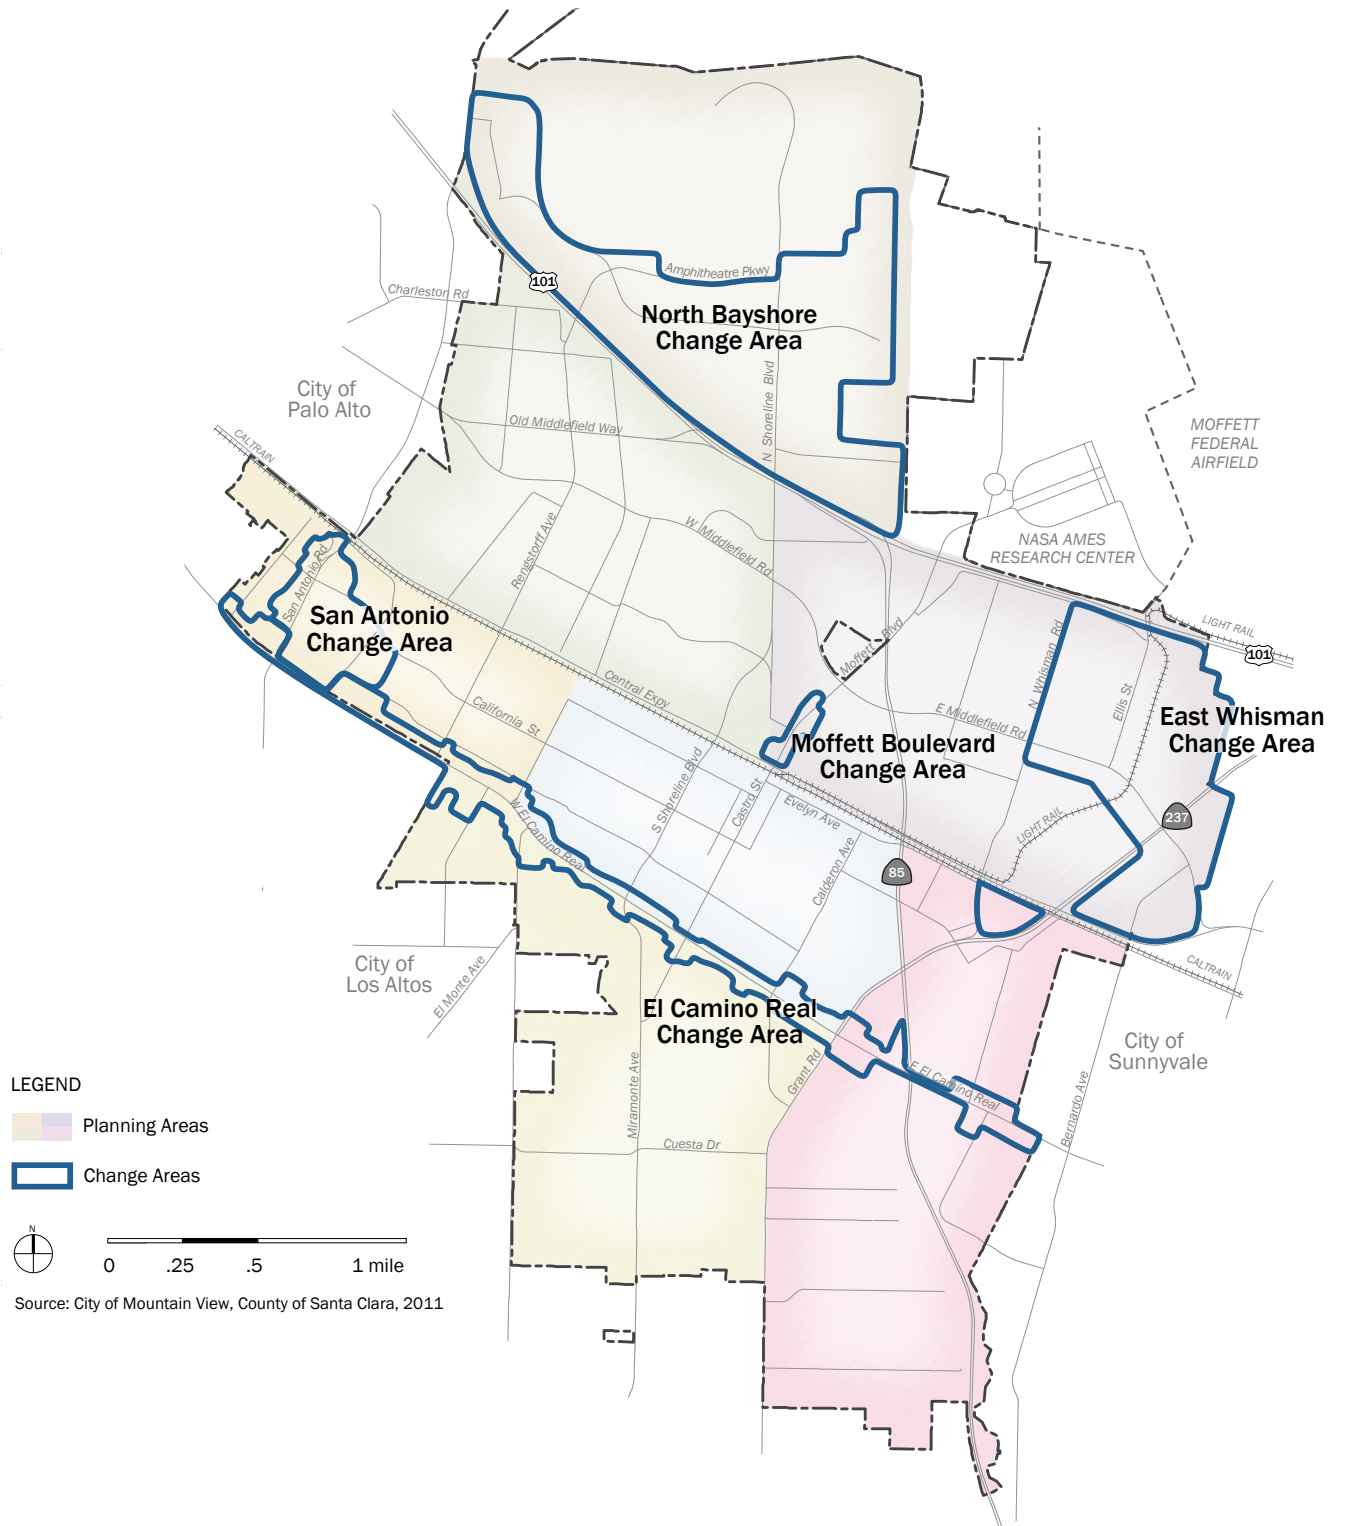 101
Amphitheatre Pkwy
North Bayshore
Change Area
Charleston Rd
City of
Palo Alto
N Shoreline Blvd
Old Middlefield Way
CALTRAIN
MOFFETT
FEDERAL
AIRFIELD
NASA AMES
RESEARCH CENTER
W Middlefield Rd
Rengstorff Ave
San Antonio Rd
San Antonio
Change Area
Moffett Blvd
LIGHT RAIL
101
N Whisman Rd
Ellis St
E Middlefield Rd
East Whisman
Change Area
Central Expy
California St
Moffett Boulevard
Change Area
S Shoreline Blvd
Castro St
Evelyn Ave
LIGHT RAIL
237
W El Camino Real
Calderon Ave
85
City of
Los Altos
El Monte Ave
CALTRAIN
El Camino Real
Change Area
City of
Sunnyvale
Grant Rd
E El Camino Real
Miramonte Ave
Bernardo Ave
Cuesta Dr
LEGEND
Planning Areas
Change Areas
N
0 .25 .5 1 mile
Source: City of Mountain View, County of Santa Clara, 2011